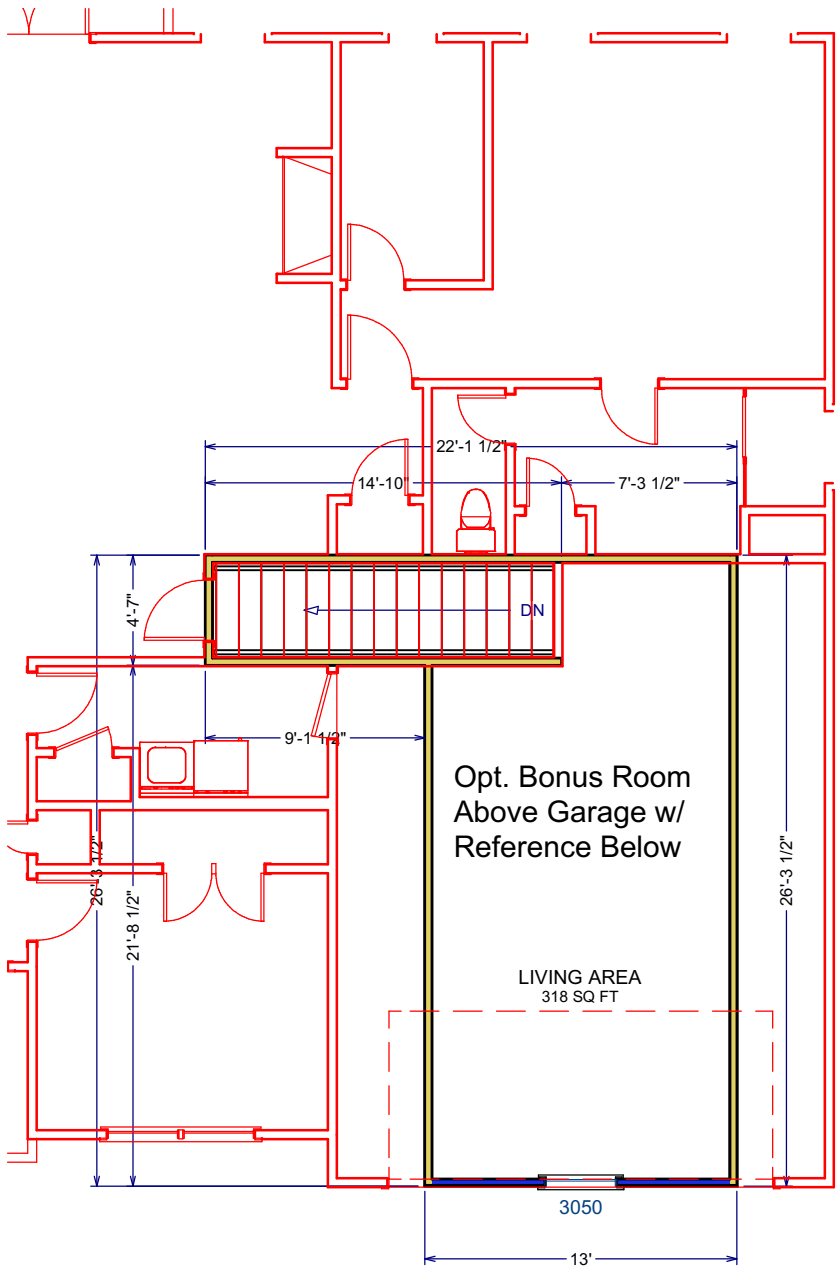 22'-1 1/2"
14'-10"
7'-3 1/2"
4'-7"
DN
9'-1 1/2"
Opt. Bonus Room
Above Garage w/
Reference Below
26'-3 1/2"
21'-8 1/2"
26'-3 1/2"
LIVING AREA
318 SQ FT
3050
13'